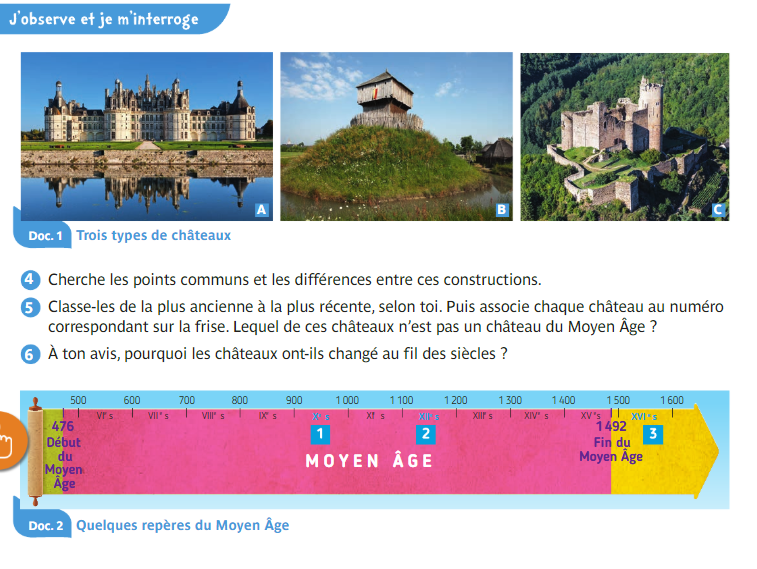 J'observe et je m'interroge
A
B
C
Doc. 1 Trois types de châteaux
4 Cherche les points communs et les différences entre ces constructions.
5 Classe-les de la plus ancienne à la plus récente, selon toi. Puis associe chaque château au numéro
correspondant sur la frise. Lequel de ces châteaux n'est pas un château du Moyen Âge ?
6 À ton avis, pourquoi les châteaux ont-ils changé au fil des siècles ?
500 600 700 800 900 1 000 1 100 1 200 1 300 1 400 1 500 1 600
VIᵉ s VIIᵉ s VIIIᵉ s IXᵉ s XIVᵉ s XVᵉ s XVIᵉ s
476
Début
du
Moyen
Âge
1
2
MOYEN ÂGE
1 492
Fin du
Moyen Âge
3
Doc. 2 Quelques repères du Moyen Âge